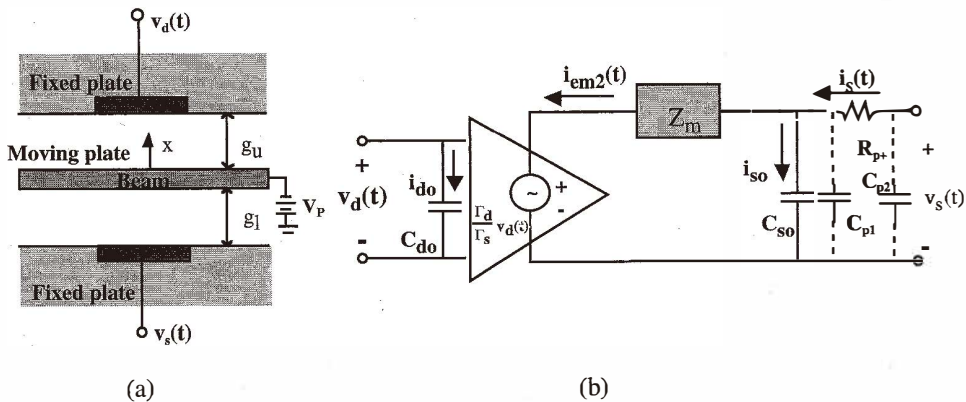 v_d(t)
Fixed plate
Moving plate
x
g_u
Beam
V_P
g_l
Fixed plate
v_s(t)
(a)
i_em2(t)
Z_m
i_s(t)
+
v_d(t)
-
i_do
C_do
Γ_d
Γ_s
v_d(t)
~
+
-
i_so
C_so
C_p1
R_p+
C_p2
+
v_s(t)
-
(b)